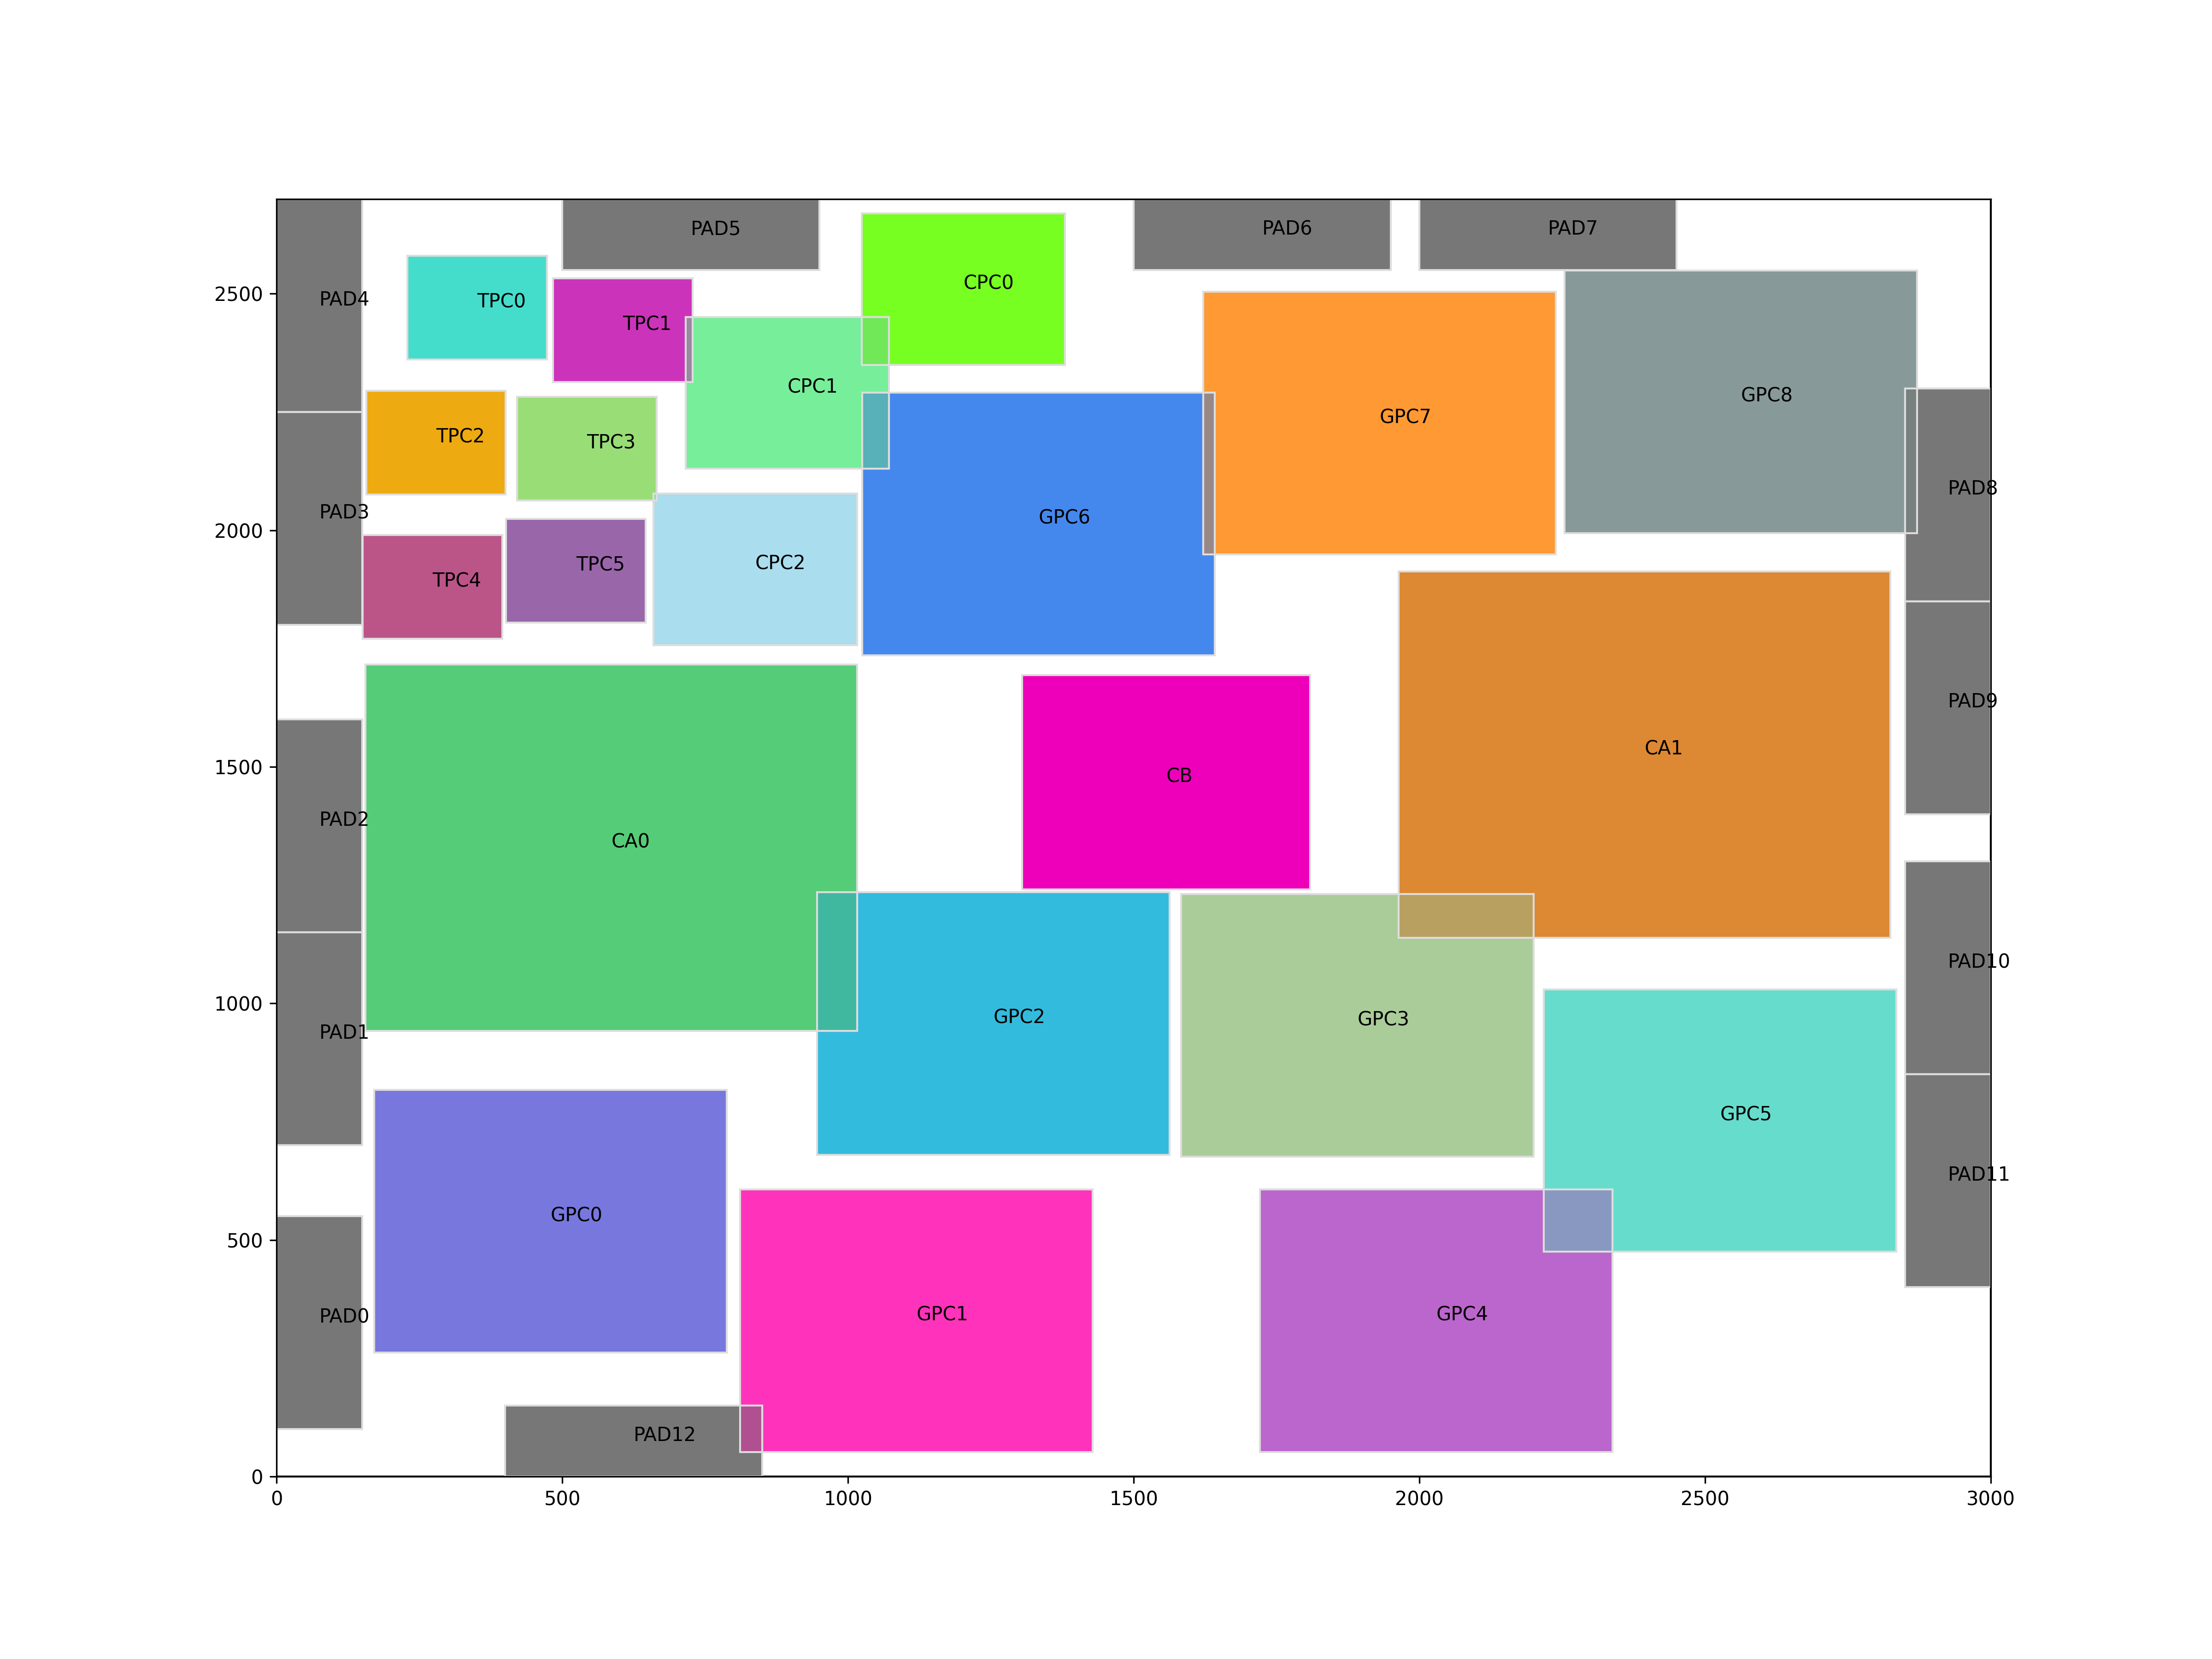 PAD5
PAD6
PAD7
CPC0
PAD4
TPC0
2500
TPC1
CPC1
GPC8
GPC7
TPC2
TPC3
PAD8
PAD3
GPC6
2000
TPC5
CPC2
TPC4
PAD9
CA1
1500
CB
PAD2
CA0
PAD10
PAD1
GPC2
GPC3
1000
GPC5
PAD11
GPC0
500
PAD0
GPC1
GPC4
PAD12
0
0
500
1000
1500
2000
2500
3000